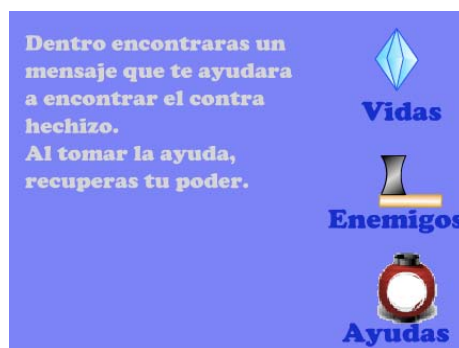 Dentro encontraras un
mensaje que te ayudara
a encontrar el contra
hechizo.
Al tomar la ayuda,
recuperas tu poder.
Vidas
Enemigos
Ayudas